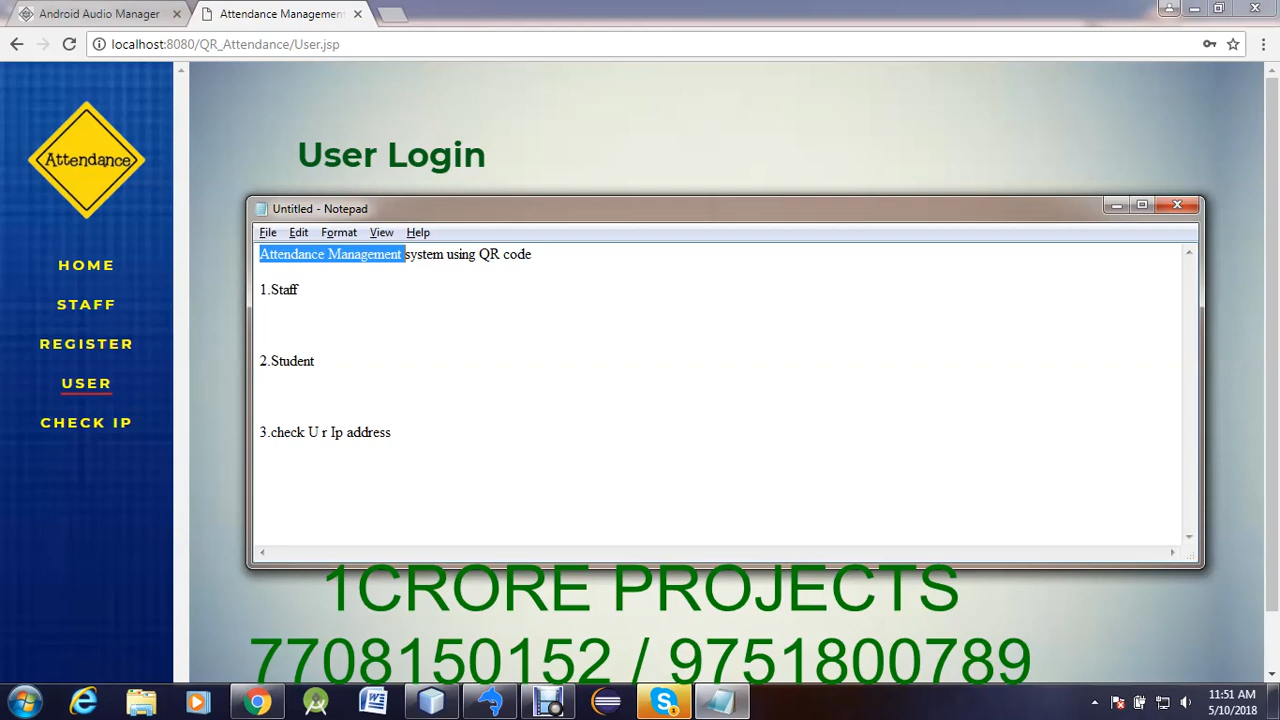 Android Audio Manager
Attendance Management
localhost:8080/QR_Attendance/User.jsp
Attendance
HOME
STAFF
REGISTER
USER
CHECK IP
User Login
Untitled - Notepad
File Edit Format View Help
Attendance Management system using QR code
1.Staff
2.Student
3.check U r Ip address
1CRORE PROJECTS
7708150152 / 9751800789
11:51 AM
5/10/2018